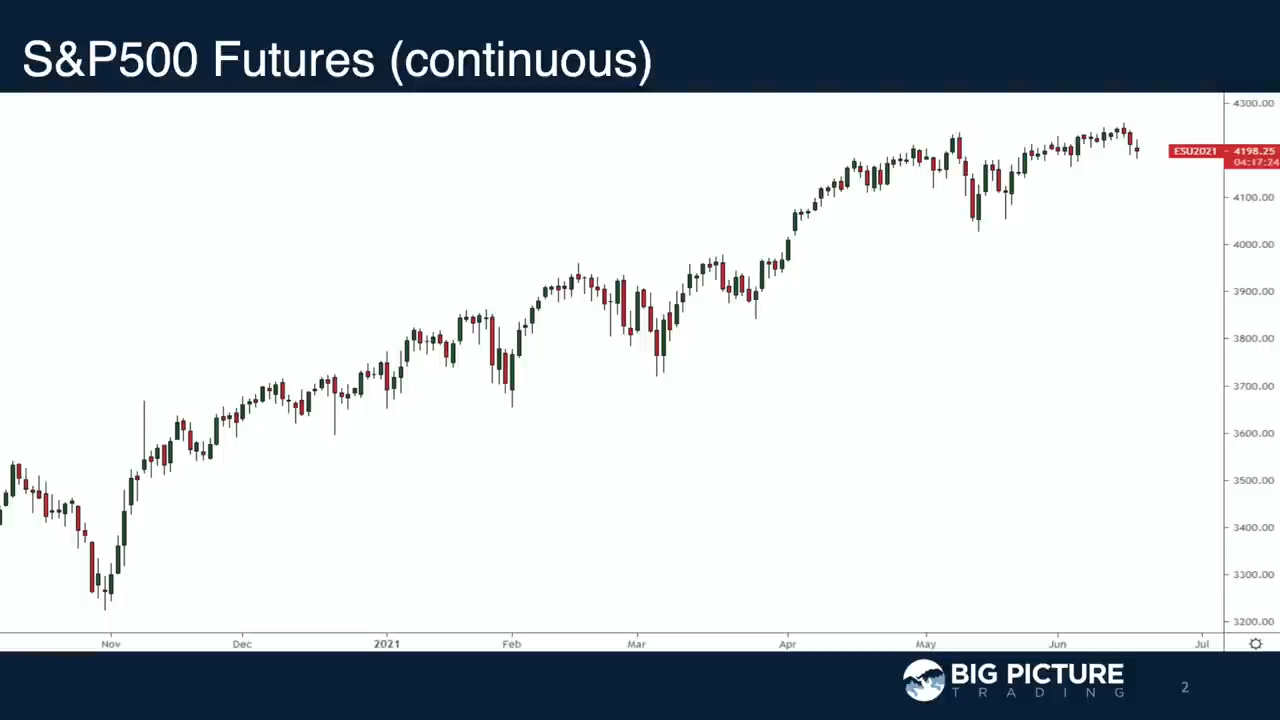 S&P500 Futures (continuous)
4300.00
ESU2021 4198.25
04:17:24
4100.00
4000.00
3900.00
3800.00
3700.00
3600.00
3500.00
3400.00
3300.00
3200.00
Nov Dec 2021 Feb Mar Apr May Jun Jul
BIG PICTURE
TRADING
2